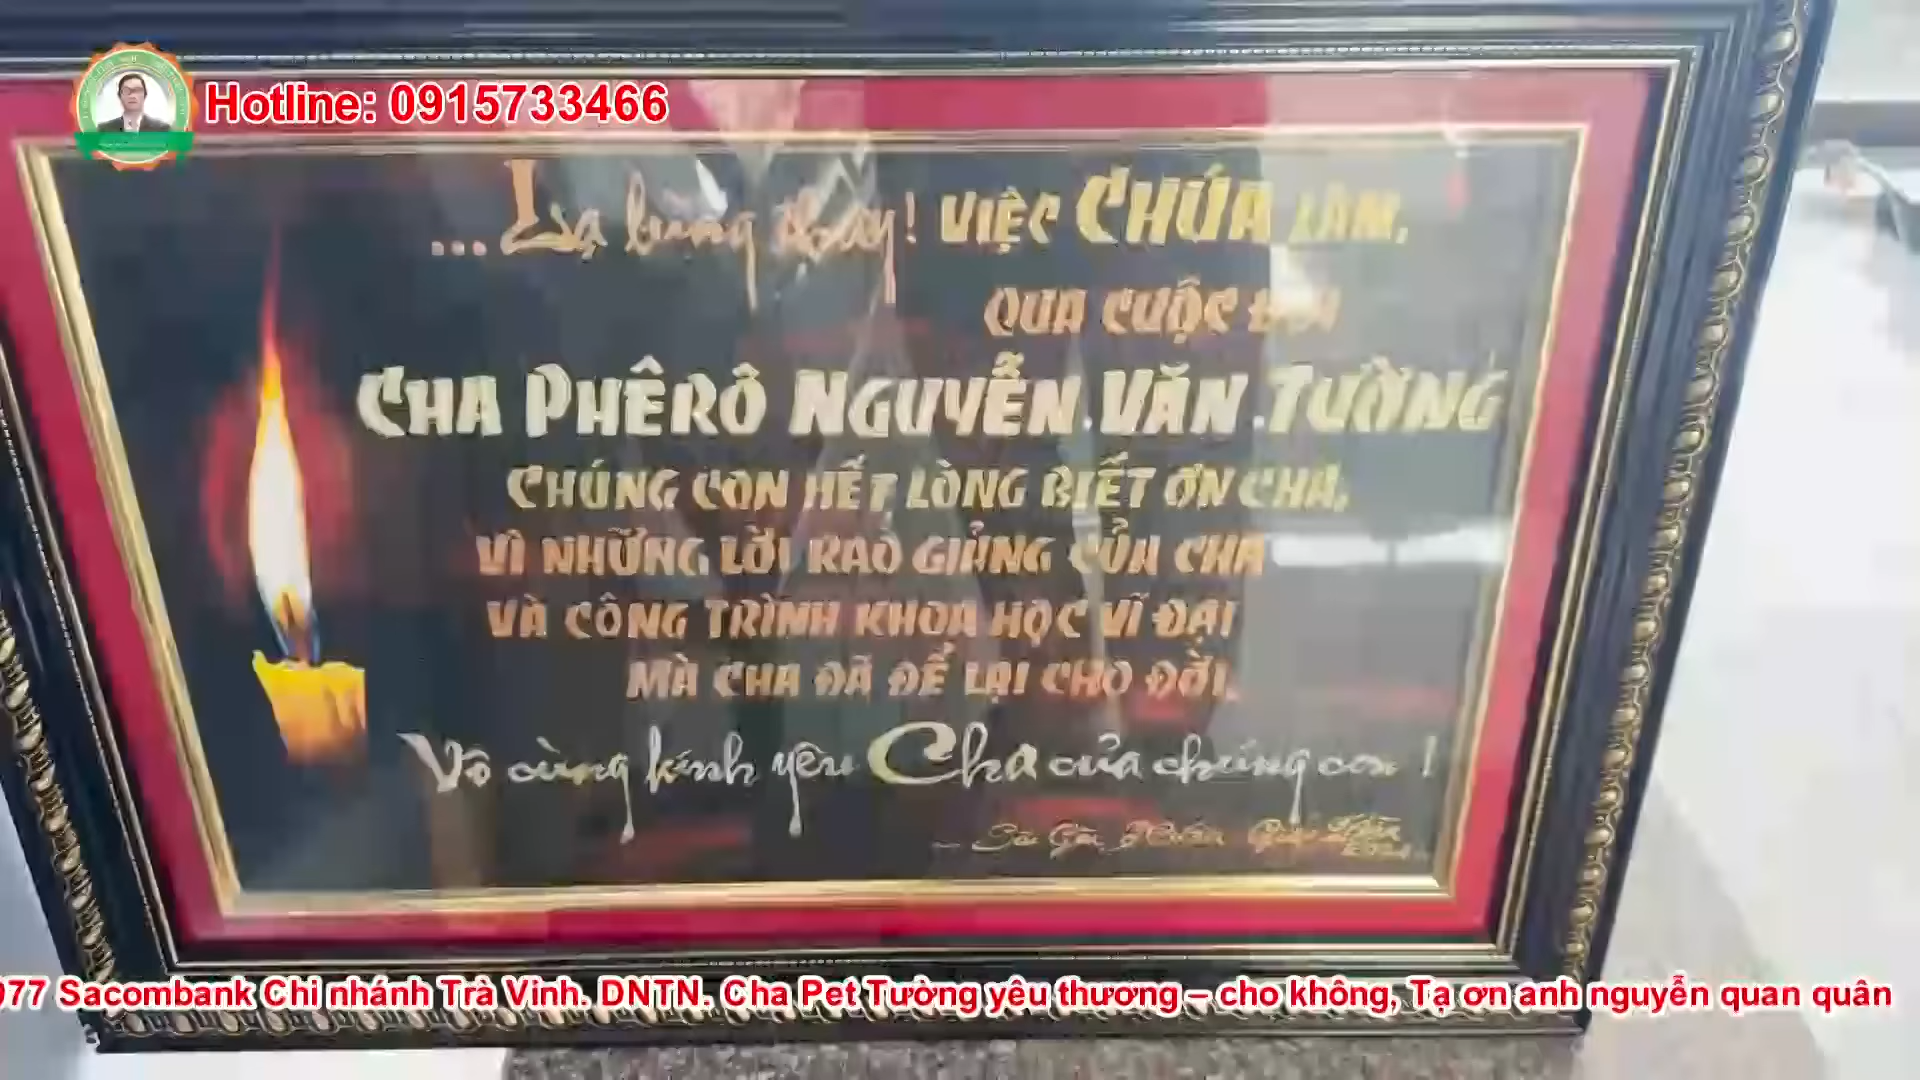 Hotline: 0915733466
... Lạ lùng thay! VIỆC CHÚA LÀM,
QUA CUỘC ĐỜI
CHA PHÊRÔ NGUYỄN VĂN TƯỜNG
CHÚNG CON HẾT LÒNG BIẾT ƠN CHA,
VÌ NHỮNG LỜI RAO GIẢNG CỦA CHA
VÀ CÔNG TRÌNH KHOA HỌC VĨ ĐẠI
MÀ CHA ĐÃ ĐỂ LẠI CHO ĐỜI.
Vô cùng kính yêu Cha của chúng con !
Sài Gòn
077 Sacombank Chi nhánh Trà Vinh. DNTN. Cha Pet Tường yêu thương – cho không, Tạ ơn anh nguyễn quan quân